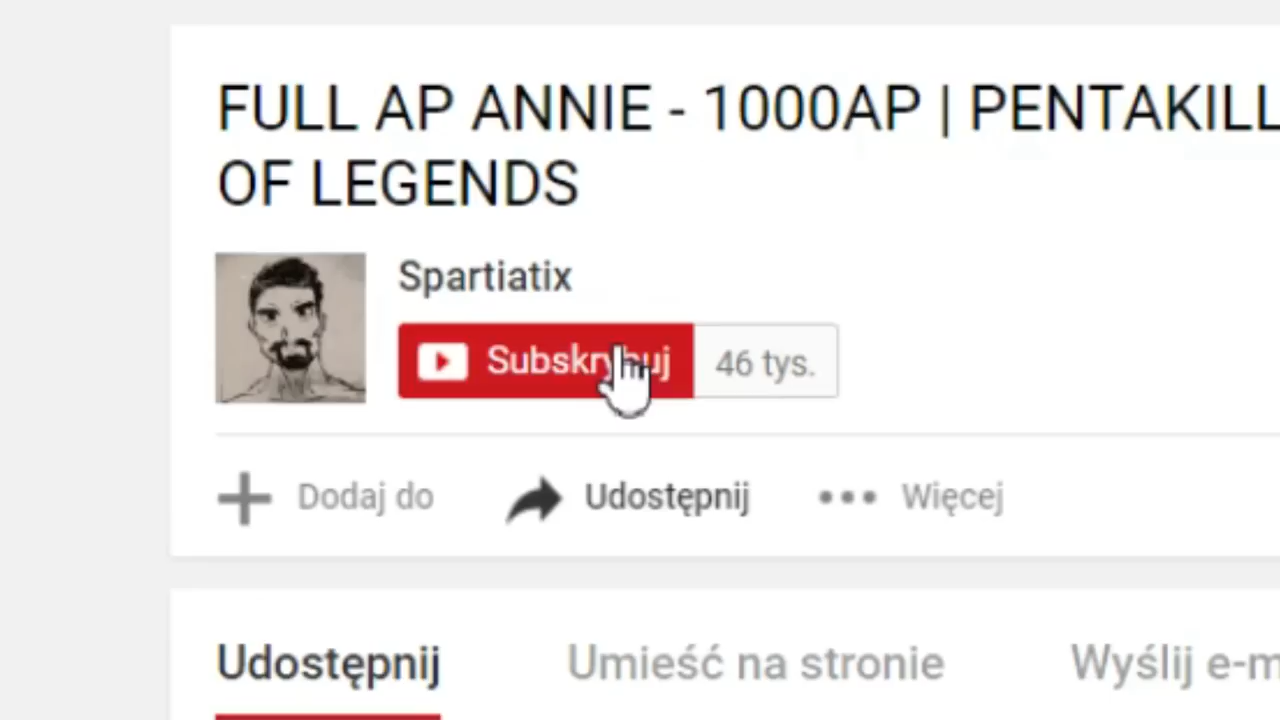 FULL AP ANNIE - 1000AP | PENTAKILL
OF LEGENDS
Spartiatix
Subskrybuj 46 tys.
Dodaj do Udostępnij Więcej
Udostępnij Umieść na stronie Wyślij